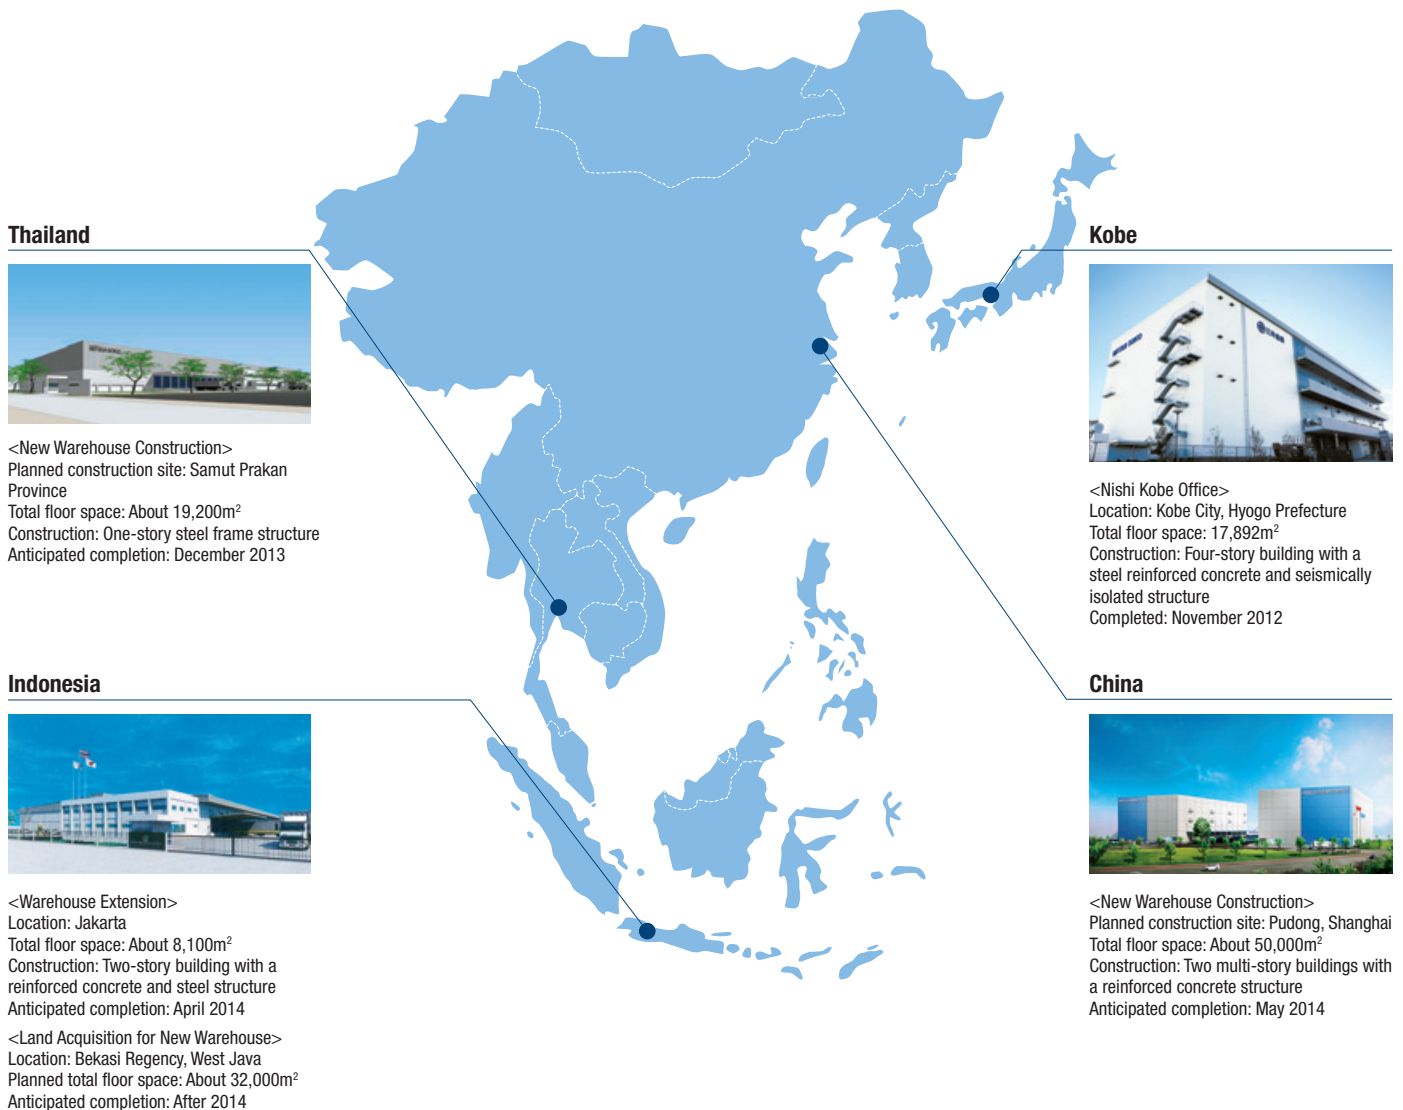 Thailand
<New Warehouse Construction>
Planned construction site: Samut Prakan
Province
Total floor space: About 19,200m²
Construction: One-story steel frame structure
Anticipated completion: December 2013
Indonesia
<Warehouse Extension>
Location: Jakarta
Total floor space: About 8,100m²
Construction: Two-story building with a
reinforced concrete and steel structure
Anticipated completion: April 2014
<Land Acquisition for New Warehouse>
Location: Bekasi Regency, West Java
Planned total floor space: About 32,000m²
Anticipated completion: After 2014
Kobe
<Nishi Kobe Office>
Location: Kobe City, Hyogo Prefecture
Total floor space: 17,892m²
Construction: Four-story building with a
steel reinforced concrete and seismically
isolated structure
Completed: November 2012
China
<New Warehouse Construction>
Planned construction site: Pudong, Shanghai
Total floor space: About 50,000m²
Construction: Two multi-story buildings with
a reinforced concrete structure
Anticipated completion: May 2014